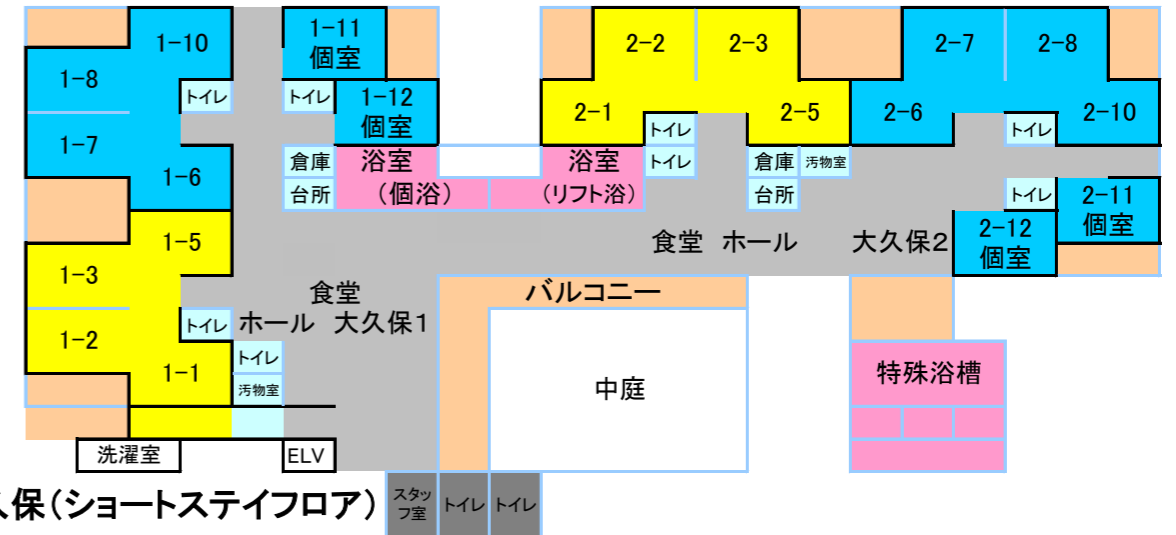 1-10
1-11
個室
2-2
2-3
2-7
2-8
1-8
トイレ
トイレ
1-12
個室
2-1
トイレ
2-5
2-6
トイレ
2-10
1-7
倉庫
浴室
(個浴)
浴室
(リフト浴)
トイレ
倉庫
汚物室
1-6
台所
台所
トイレ
2-11
個室
1-5
食堂 ホール 大久保2
2-12
個室
1-3
食堂
ホール 大久保1
バルコニー
トイレ
1-2
1-1
トイレ
汚物室
中庭
特殊浴槽
洗濯室
ELV
久保(ショートステイフロア)
スタッ
フ室
トイレ
トイレ